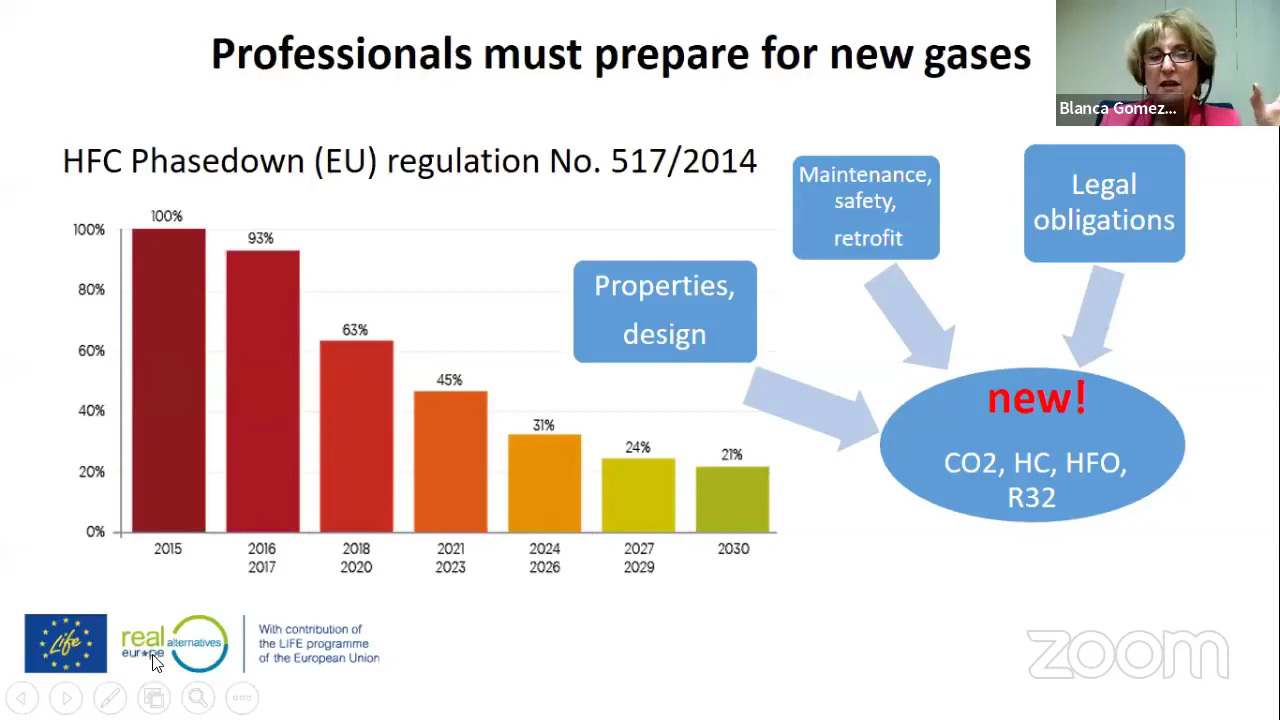 Professionals must prepare for new gases
Blanca Gomez...
HFC Phasedown (EU) regulation No. 517/2014
100%
80%
60%
40%
20%
0%
100%
93%
63%
45%
31%
24%
21%
2015
2016
2017
2018
2020
2021
2023
2024
2026
2027
2029
2030
Properties,
design
Maintenance,
safety,
retrofit
Legal
obligations
new!
CO2, HC, HFO,
R32
Life
real alternatives
europe
With contribution of
the LIFE programme
of the European Union
zoom